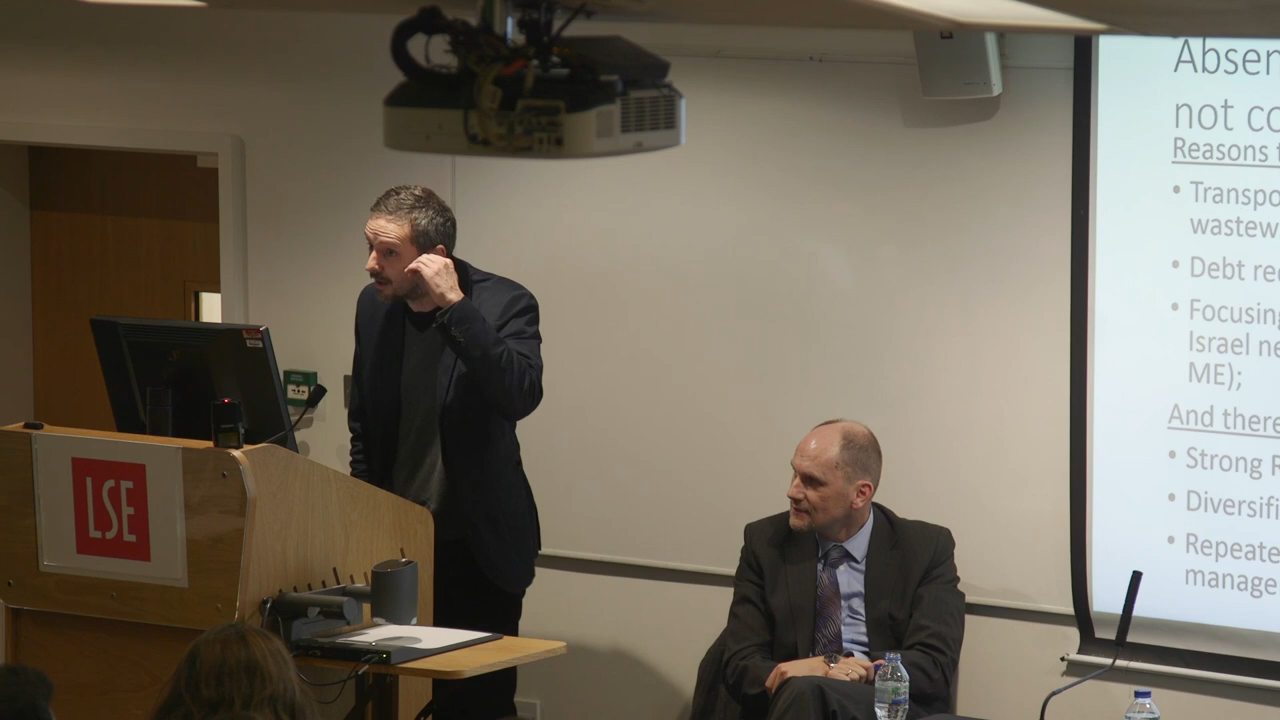 LSE
Absen
not co
Reasons t
• Transpo
wastew
• Debt re
• Focusing
Israel ne
ME);
And there
• Strong R
• Diversifi
• Repeate
manage